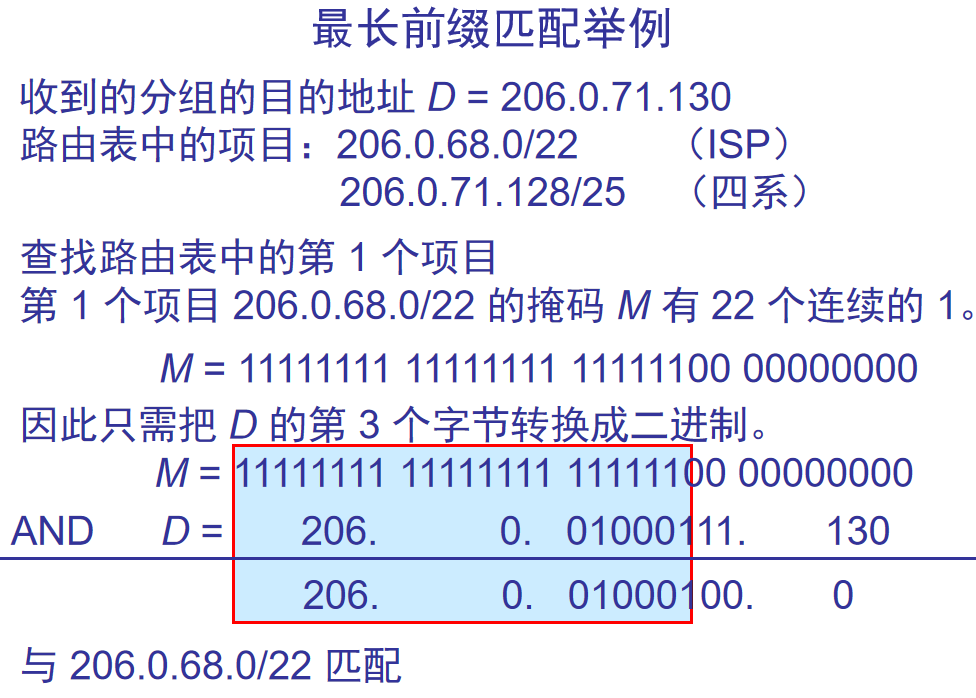 最长前缀匹配举例
收到的分组的目的地址 D = 206.0.71.130
路由表中的项目：206.0.68.0/22 （ISP）
206.0.71.128/25 （四系）
查找路由表中的第 1 个项目
第 1 个项目 206.0.68.0/22 的掩码 M 有 22 个连续的 1。
M = 11111111 11111111 11111100 00000000
因此只需把 D 的第 3 个字节转换成二进制。
M = 11111111 11111111 11111100 00000000
AND D = 206. 0. 01000111. 130
206. 0. 01000100. 0
与 206.0.68.0/22 匹配